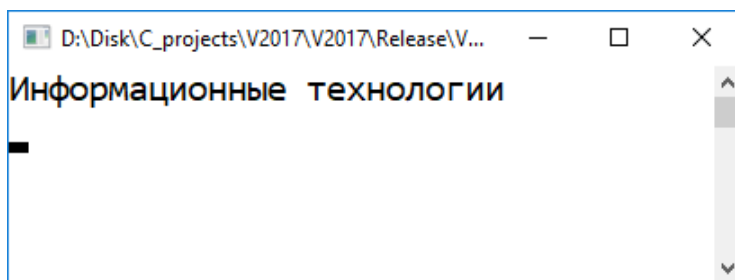 D:\Disk\C_projects\V2017\V2017\Release\V...
Информационные технологии